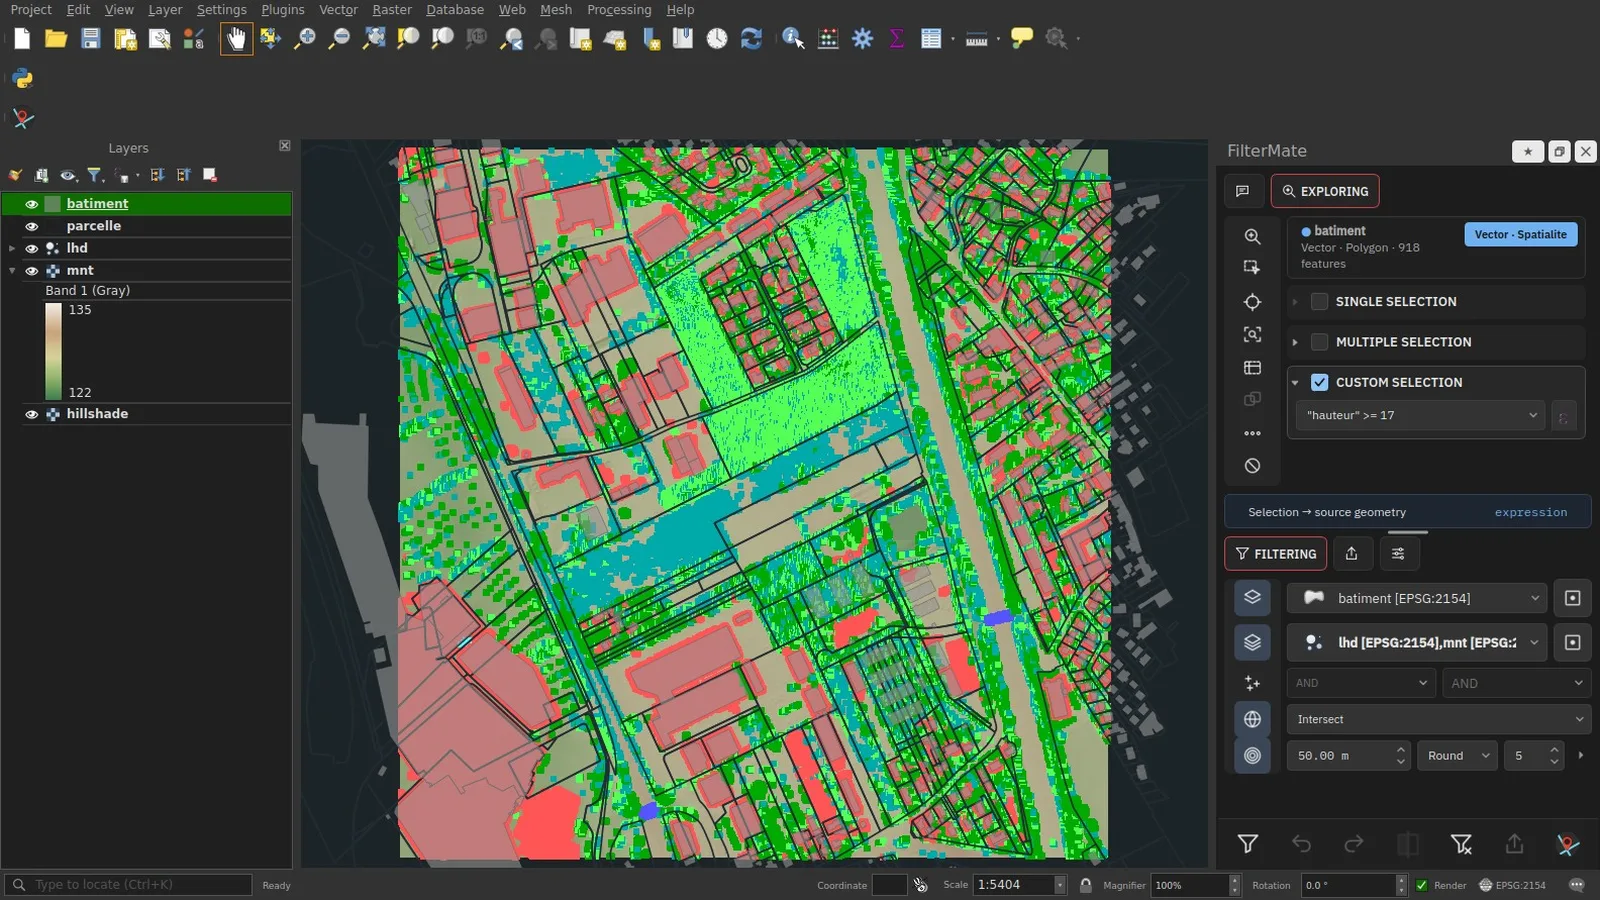 Project Edit View Layer Settings Plugins Vector Raster Database Web Mesh Processing Help
Layers
batiment
parcelle
lhd
mnt
Band 1 (Gray)
135
122
hillshade
FilterMate
EXPLORING
batiment
Vector · Polygon · 918
features
Vector · Spatialite
SINGLE SELECTION
MULTIPLE SELECTION
CUSTOM SELECTION
"hauteur" >= 17
Selection → source geometry expression
FILTERING
batiment [EPSG:2154]
lhd [EPSG:2154],mnt [EPSG:2
AND AND
Intersect
50.00 m Round 5
Type to locate (Ctrl+K) Ready Coordinate Scale 1:5404 Magnifier 100% Rotation 0.0 ° Render EPSG:2154